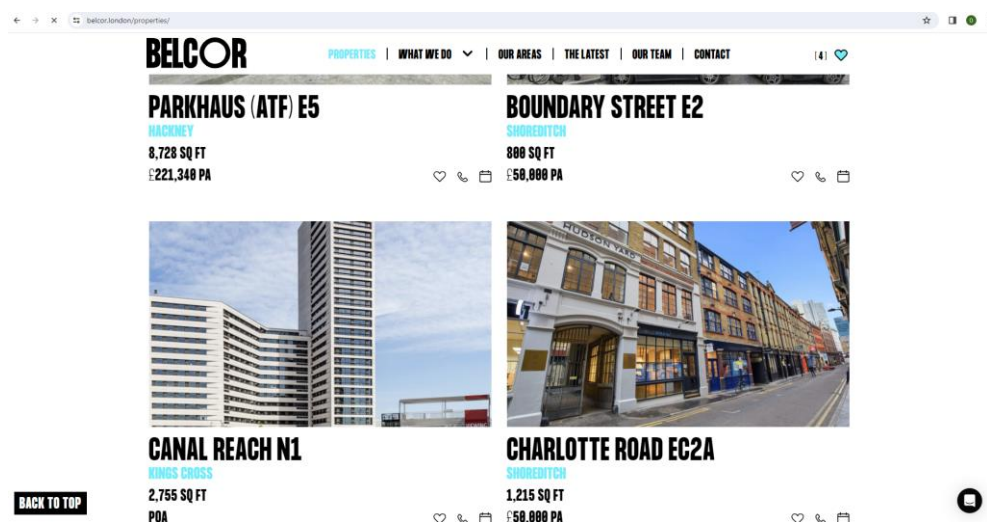 belcor.london/properties/
BELCOR
PROPERTIES | WHAT WE DO | OUR AREAS | THE LATEST | OUR TEAM | CONTACT
[4]
PARKHAUS (ATF) E5
HACKNEY
8,728 SQ FT
£221,340 PA
BOUNDARY STREET E2
SHOREDITCH
800 SQ FT
£50,000 PA
HUDSON YARD
CANAL REACH N1
KINGS CROSS
2,755 SQ FT
POA
CHARLOTTE ROAD EC2A
SHOREDITCH
1,215 SQ FT
£50,000 PA
BACK TO TOP